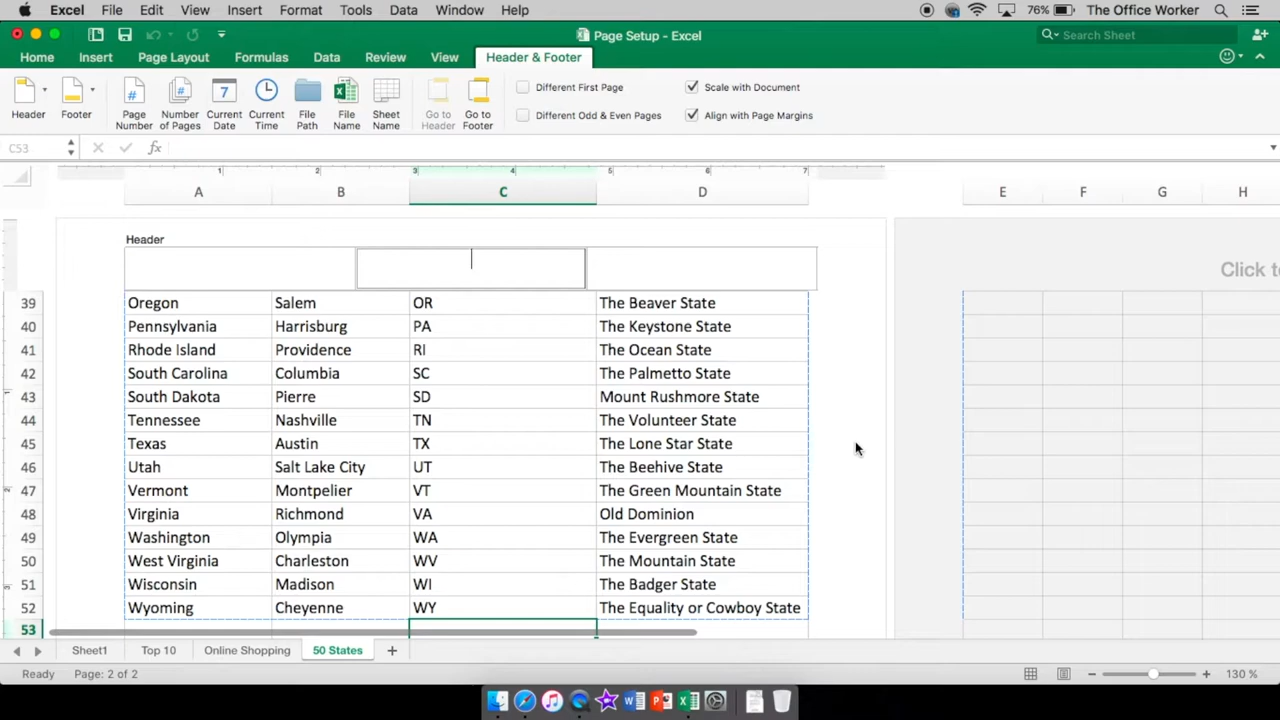 Excel File Edit View Insert Format Tools Data Window Help 76% The Office Worker
Page Setup - Excel Search Sheet
Home Insert Page Layout Formulas Data Review View Header & Footer
Header Footer Page Number Number of Pages Current Date Current Time File Path File Name Sheet Name Go to Header Go to Footer
7
Different First Page Scale with Document
Different Odd & Even Pages Align with Page Margins
C53 fx
1 2 3 4 5 6 7
A B C D E F G H
Header
Click to
39 Oregon Salem OR The Beaver State
40 Pennsylvania Harrisburg PA The Keystone State
41 Rhode Island Providence RI The Ocean State
42 South Carolina Columbia SC The Palmetto State
43 South Dakota Pierre SD Mount Rushmore State
44 Tennessee Nashville TN The Volunteer State
45 Texas Austin TX The Lone Star State
46 Utah Salt Lake City UT The Beehive State
47 Vermont Montpelier VT The Green Mountain State
48 Virginia Richmond VA Old Dominion
49 Washington Olympia WA The Evergreen State
50 West Virginia Charleston WV The Mountain State
51 Wisconsin Madison WI The Badger State
52 Wyoming Cheyenne WY The Equality or Cowboy State
53
Sheet1 Top 10 Online Shopping 50 States
Ready Page: 2 of 2 130 %